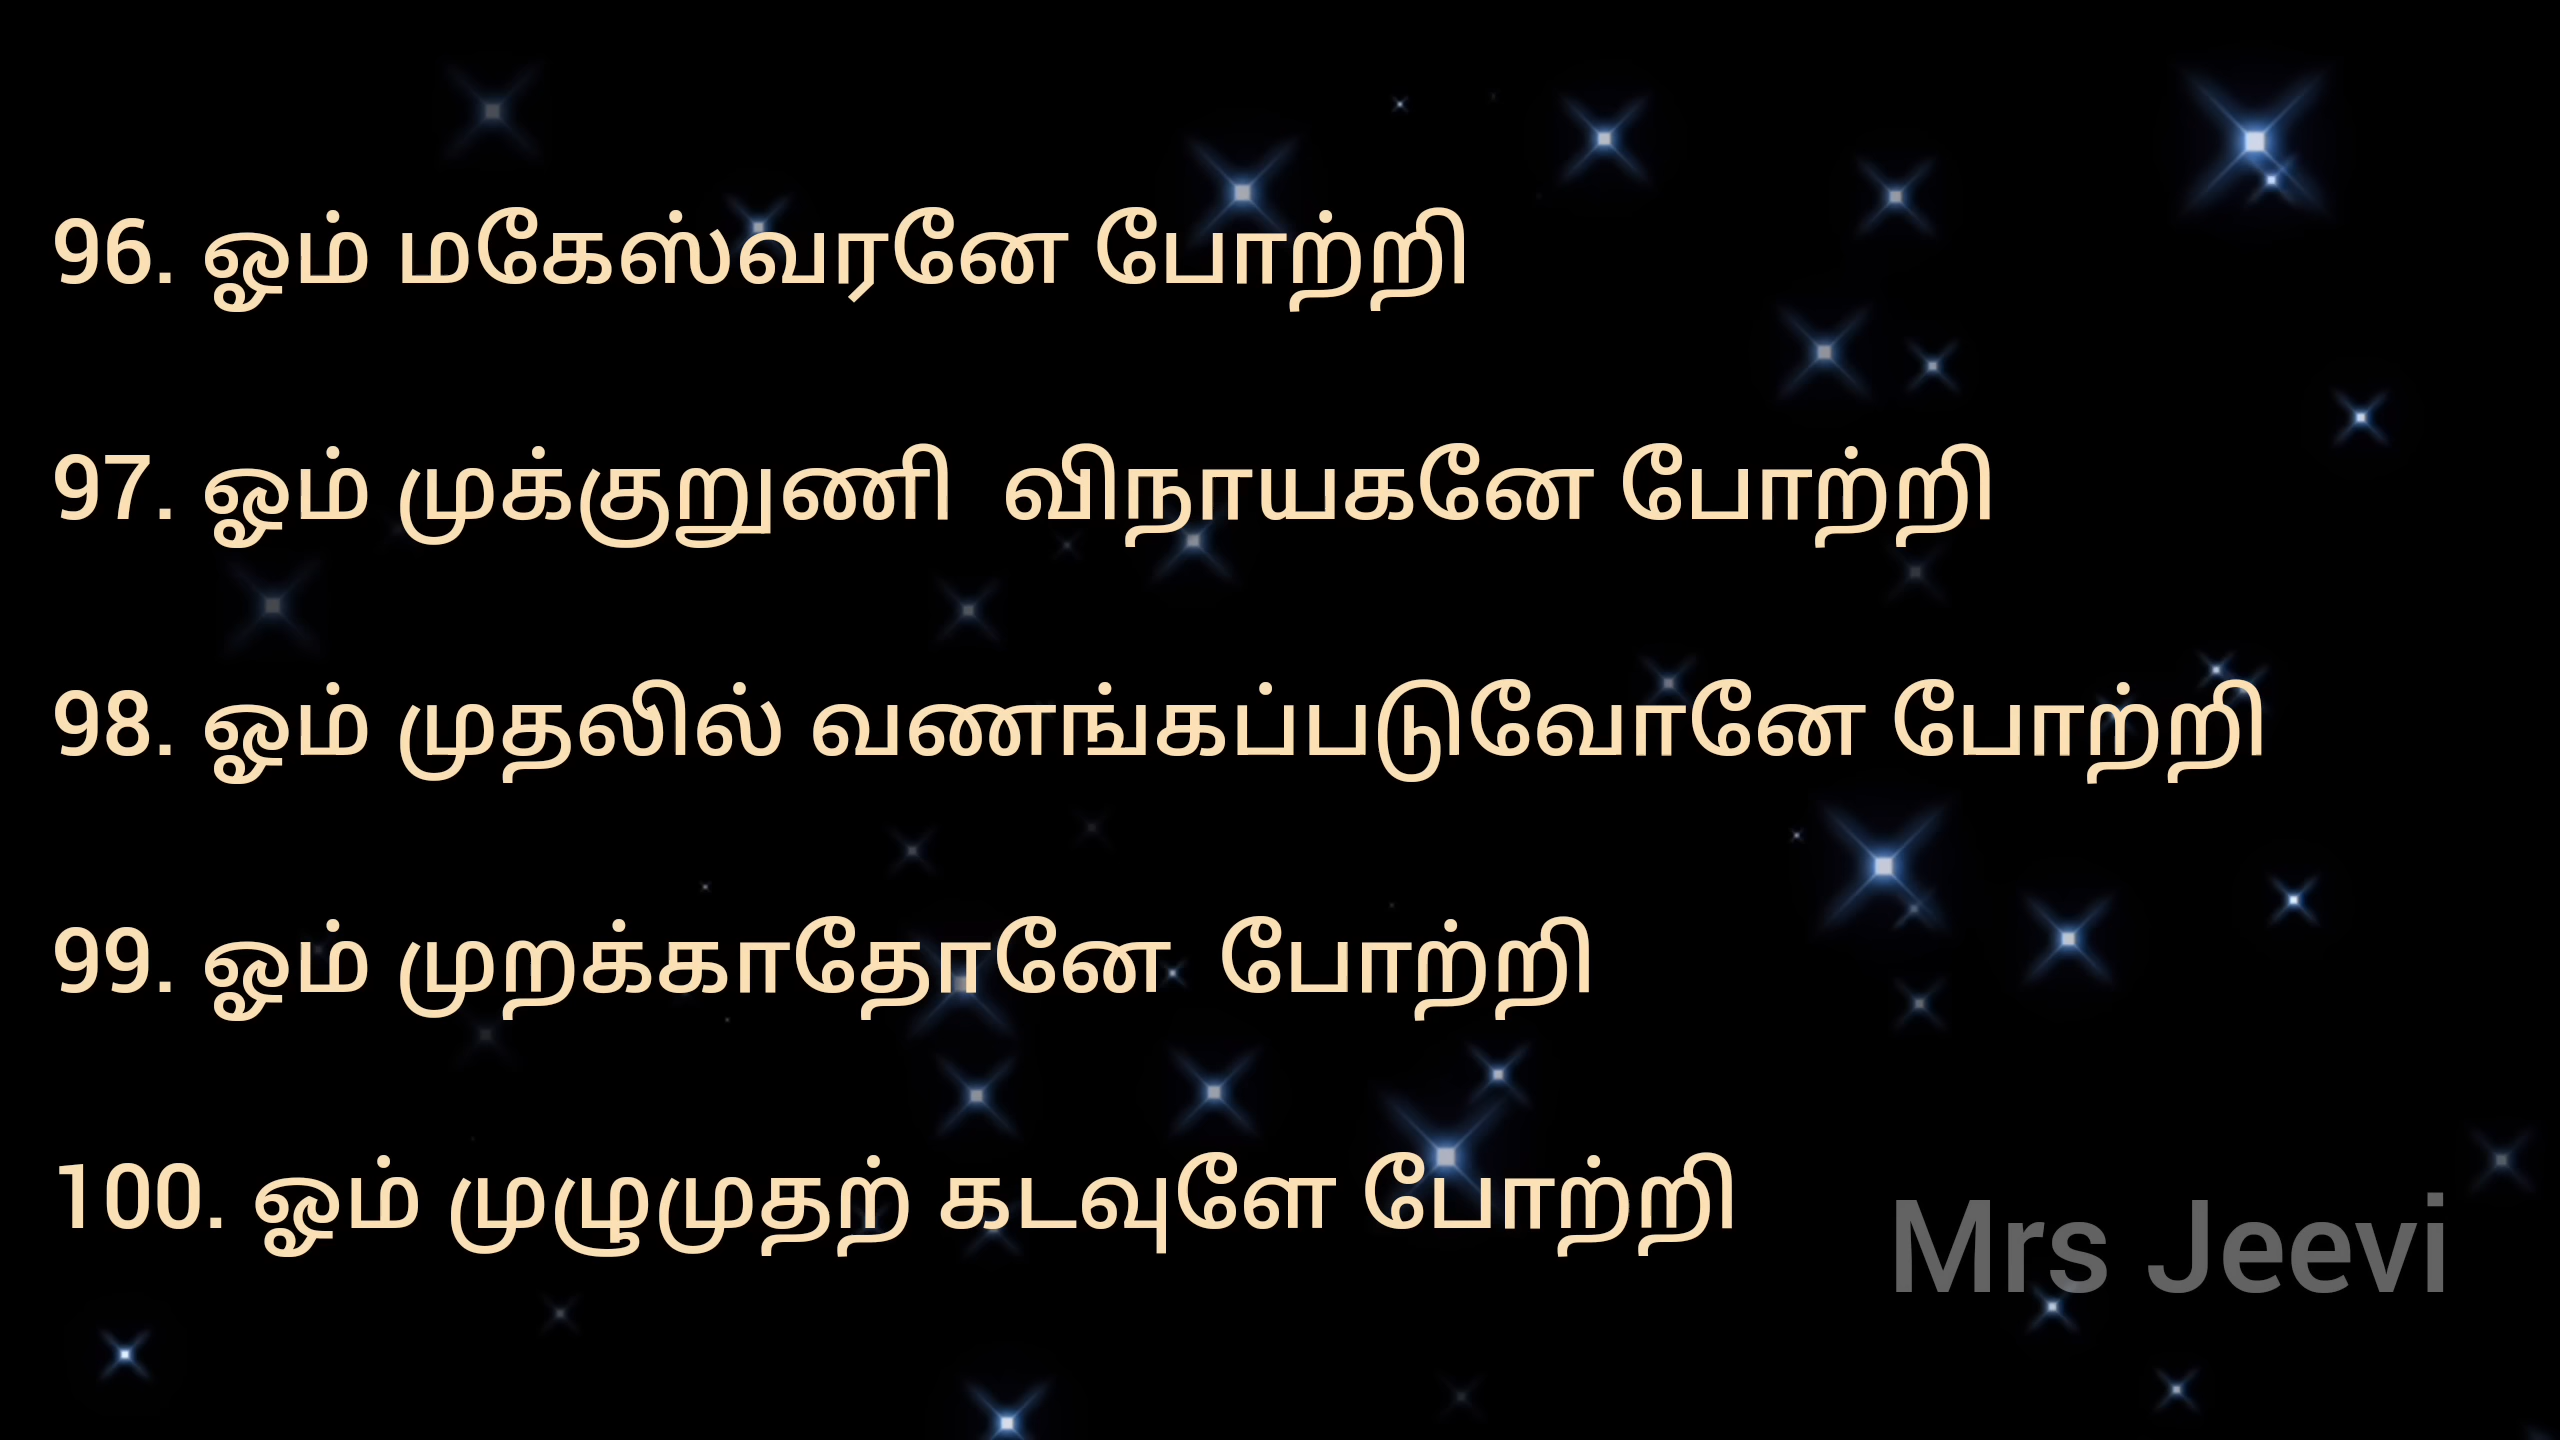 96. ஓம் மகேஸ்வரனே போற்றி
97. ஓம் முக்குறுணி விநாயகனே போற்றி
98. ஓம் முதலில் வணங்கப்படுவோனே போற்றி
99. ஓம் முறக்காதோனே போற்றி
100. ஓம் முழுமுதற் கடவுளே போற்றி
Mrs Jeevi